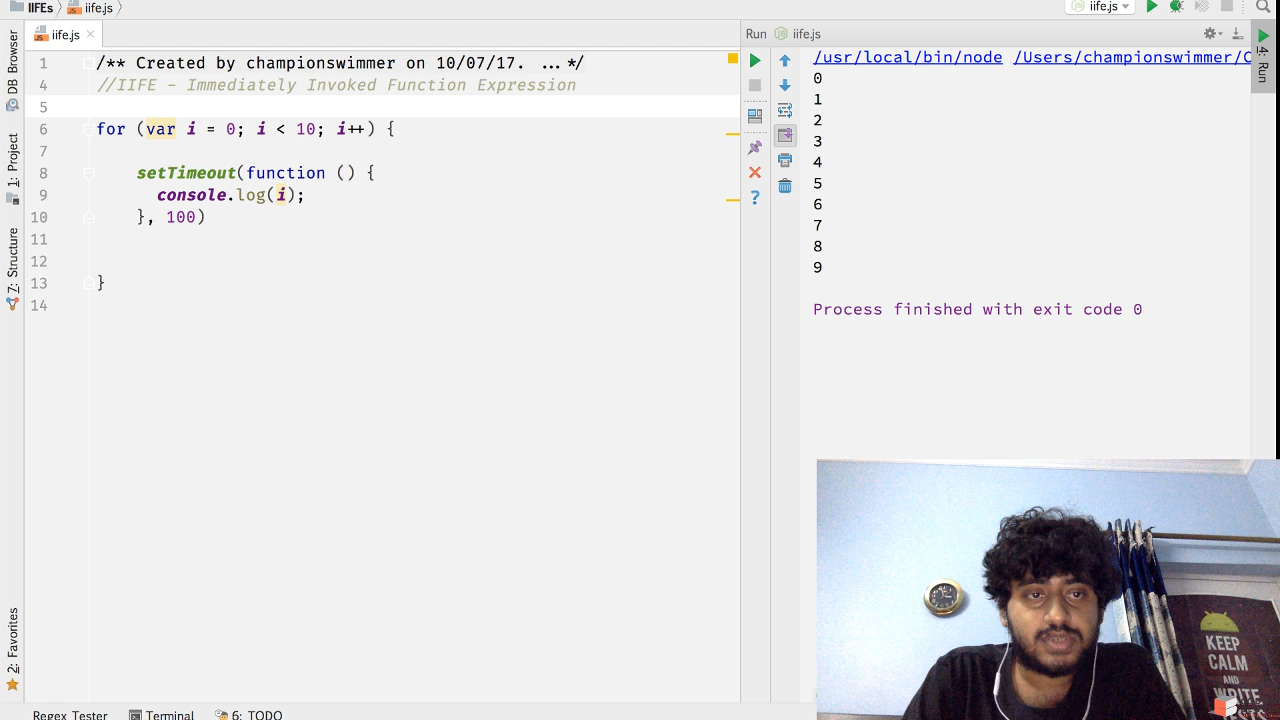 IIFEs
iife.js
iife.js
iife.js
Run
iife.js
DB Browser
1: Project
7: Structure
2: Favorites
4: Run
1 /** Created by championswimmer on 10/07/17. ...*/
4 //IIFE - Immediately Invoked Function Expression
5
6 for (var i = 0; i < 10; i++) {
7
8 setTimeout(function () {
9 console.log(i);
10 }, 100)
11
12
13 }
14
/usr/local/bin/node /Users/championswimmer/
0
1
2
3
4
5
6
7
8
9
Process finished with exit code 0
KEEP
CALM
AND
WRITE
Regex Tester
Terminal
6: TODO